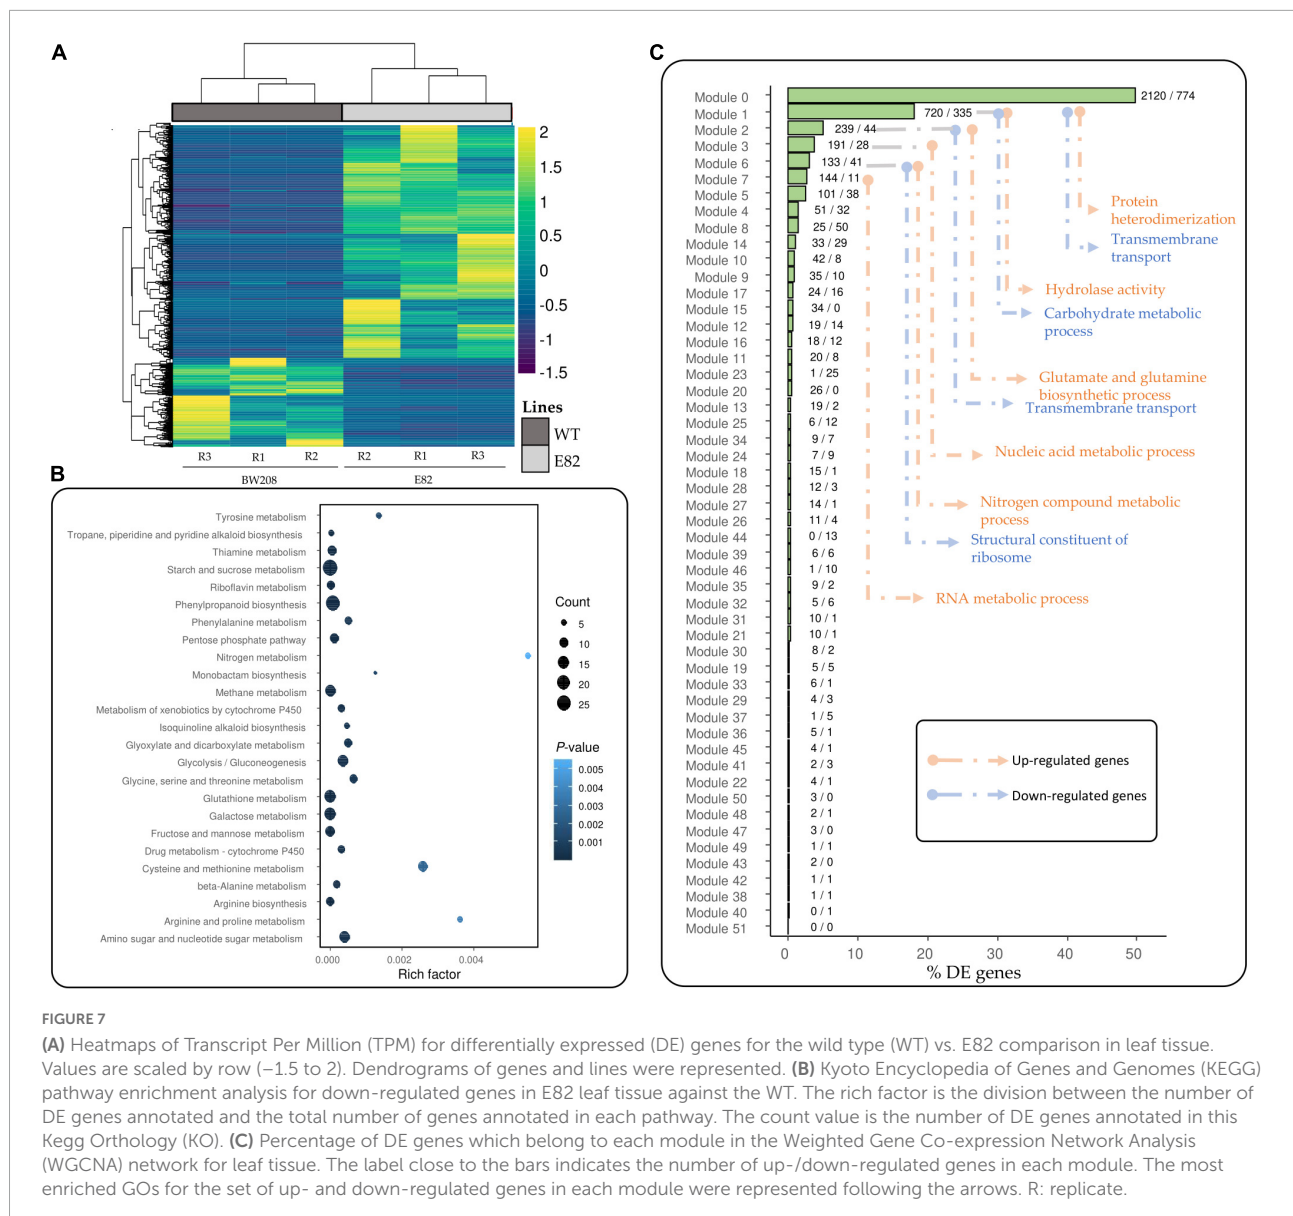 A
2
1.5
1
0.5
0
-0.5
-1
-1.5
Lines
WT
E82
R3 R1 R2 R2 R1 R3
BW208 E82
B
Tyrosine metabolism
Tropane, piperidine and pyridine alkaloid biosynthesis
Thiamine metabolism
Starch and sucrose metabolism
Riboflavin metabolism
Phenylpropanoid biosynthesis
Phenylalanine metabolism
Pentose phosphate pathway
Nitrogen metabolism
Monobactam biosynthesis
Methane metabolism
Metabolism of xenobiotics by cytochrome P450
Isoquinoline alkaloid biosynthesis
Glyoxylate and dicarboxylate metabolism
Glycolysis / Gluconeogenesis
Glycine, serine and threonine metabolism
Glutathione metabolism
Galactose metabolism
Fructose and mannose metabolism
Drug metabolism - cytochrome P450
Cysteine and methionine metabolism
beta-Alanine metabolism
Arginine biosynthesis
Arginine and proline metabolism
Amino sugar and nucleotide sugar metabolism
0.000 0.002 0.004
Rich factor
Count
5
10
15
20
25
P-value
0.005
0.004
0.003
0.002
0.001
C
Module 0 2120 / 774
Module 1 720 / 335
Module 2 239 / 44
Module 3 191 / 28
Module 6 133 / 41
Module 7 144 / 11
Module 5 101 / 38
Module 4 51 / 32
Module 8 25 / 50
Module 14 33 / 29
Module 10 42 / 8
Module 9 35 / 10
Module 17 24 / 16
Module 15 34 / 0
Module 12 19 / 14
Module 16 18 / 12
Module 11 20 / 8
Module 23 1 / 25
Module 20 26 / 0
Module 13 19 / 2
Module 25 6 / 12
Module 34 9 / 7
Module 24 7 / 9
Module 18 15 / 1
Module 28 12 / 3
Module 27 14 / 1
Module 26 11 / 4
Module 44 0 / 13
Module 39 6 / 6
Module 46 1 / 10
Module 35 9 / 2
Module 32 5 / 6
Module 31 10 / 1
Module 21 10 / 1
Module 30 8 / 2
Module 19 5 / 5
Module 33 6 / 1
Module 29 4 / 3
Module 37 1 / 5
Module 36 5 / 1
Module 45 4 / 1
Module 41 2 / 3
Module 22 4 / 1
Module 50 3 / 0
Module 48 2 / 1
Module 47 3 / 0
Module 49 1 / 1
Module 43 2 / 0
Module 42 1 / 1
Module 38 1 / 1
Module 40 0 / 1
Module 51 0 / 0
0 10 20 30 40 50
% DE genes
Protein
heterodimerization
Transmembrane
transport
Hydrolase activity
Carbohydrate metabolic
process
Glutamate and glutamine
biosynthetic process
Transmembrane transport
Nucleic acid metabolic process
Nitrogen compound metabolic
process
Structural constituent of
ribosome
RNA metabolic process
Up-regulated genes
Down-regulated genes
FIGURE 7
(A) Heatmaps of Transcript Per Million (TPM) for differentially expressed (DE) genes for the wild type (WT) vs. E82 comparison in leaf tissue.
Values are scaled by row (−1.5 to 2). Dendrograms of genes and lines were represented. (B) Kyoto Encyclopedia of Genes and Genomes (KEGG)
pathway enrichment analysis for down-regulated genes in E82 leaf tissue against the WT. The rich factor is the division between the number of
DE genes annotated and the total number of genes annotated in each pathway. The count value is the number of DE genes annotated in this
Kegg Orthology (KO). (C) Percentage of DE genes which belong to each module in the Weighted Gene Co-expression Network Analysis
(WGCNA) network for leaf tissue. The label close to the bars indicates the number of up-/down-regulated genes in each module. The most
enriched GOs for the set of up- and down-regulated genes in each module were represented following the arrows. R: replicate.